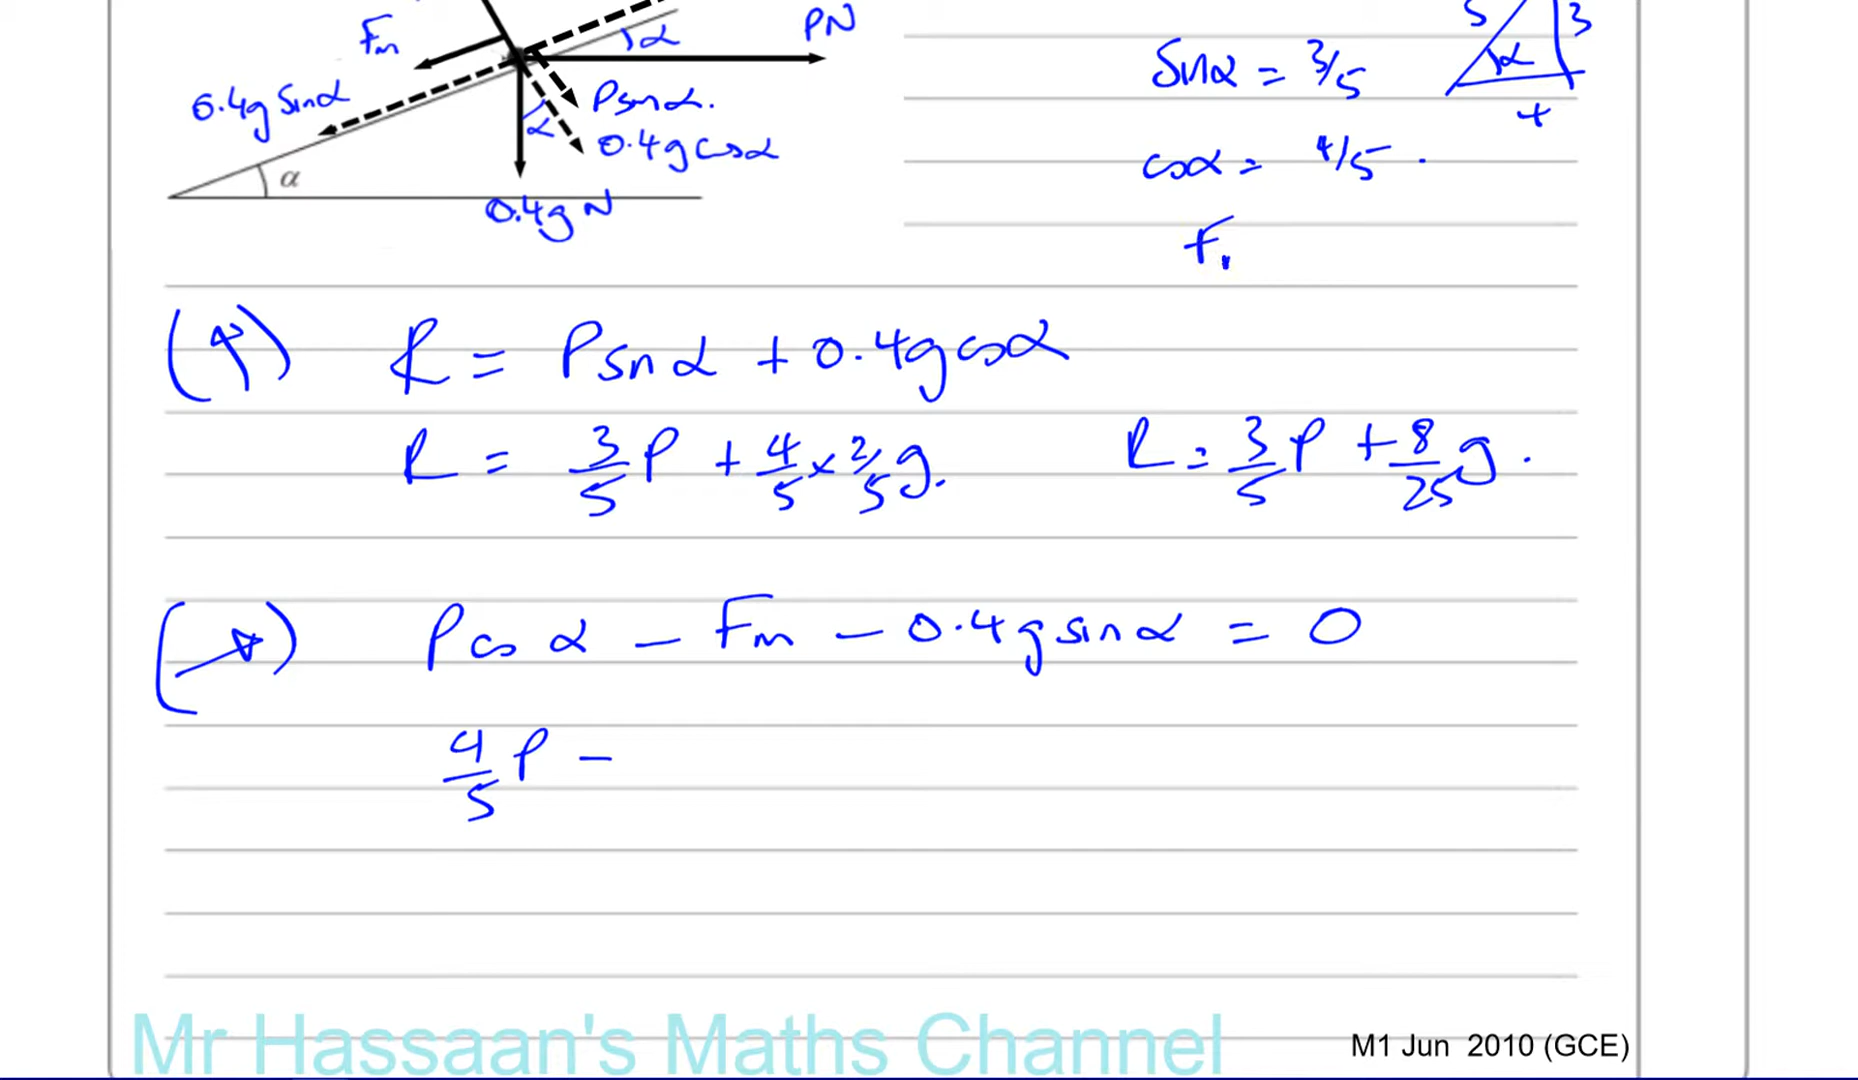 Fm
α
PN
0.4g Sinα
Psinα.
α
0.4g cosα
α
0.4g N
Sinα = 3/5
5
3
α
4
cosα = 4/5 .
F
(↑) R = Psinα + 0.4g cosα
R = 3/5 P + 4/5 × 2/5 g.
R = 3/5 P + 8/25 g .
(→) Pcos α – Fm – 0.4g sinα = 0
4/5 P –
Mr Hassaan's Maths Channel
M1 Jun 2010 (GCE)